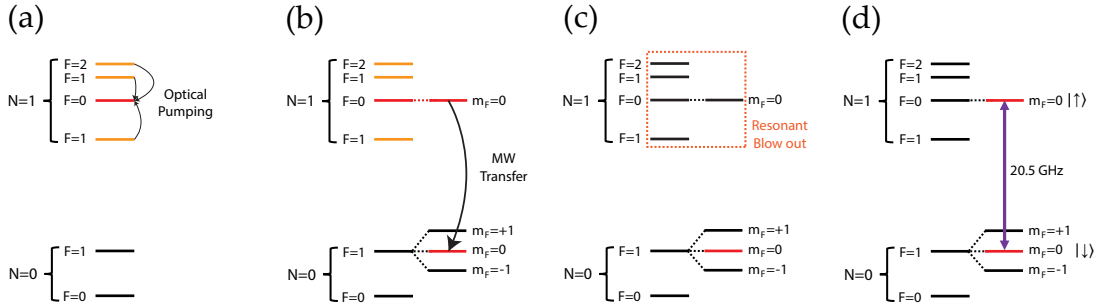 (a)
F=2
F=1
N=1
F=0
Optical
Pumping
F=1
F=1
N=0
F=0
(b)
F=2
F=1
N=1
F=0
m_F=0
F=1
MW
Transfer
m_F=+1
F=1
m_F=0
N=0
m_F=-1
F=0
(c)
F=2
F=1
N=1
F=0
m_F=0
Resonant
Blow out
F=1
m_F=+1
F=1
m_F=0
N=0
m_F=-1
F=0
(d)
F=2
F=1
N=1
F=0
m_F=0 |↑⟩
F=1
20.5 GHz
m_F=+1
F=1
m_F=0 |↓⟩
N=0
m_F=-1
F=0